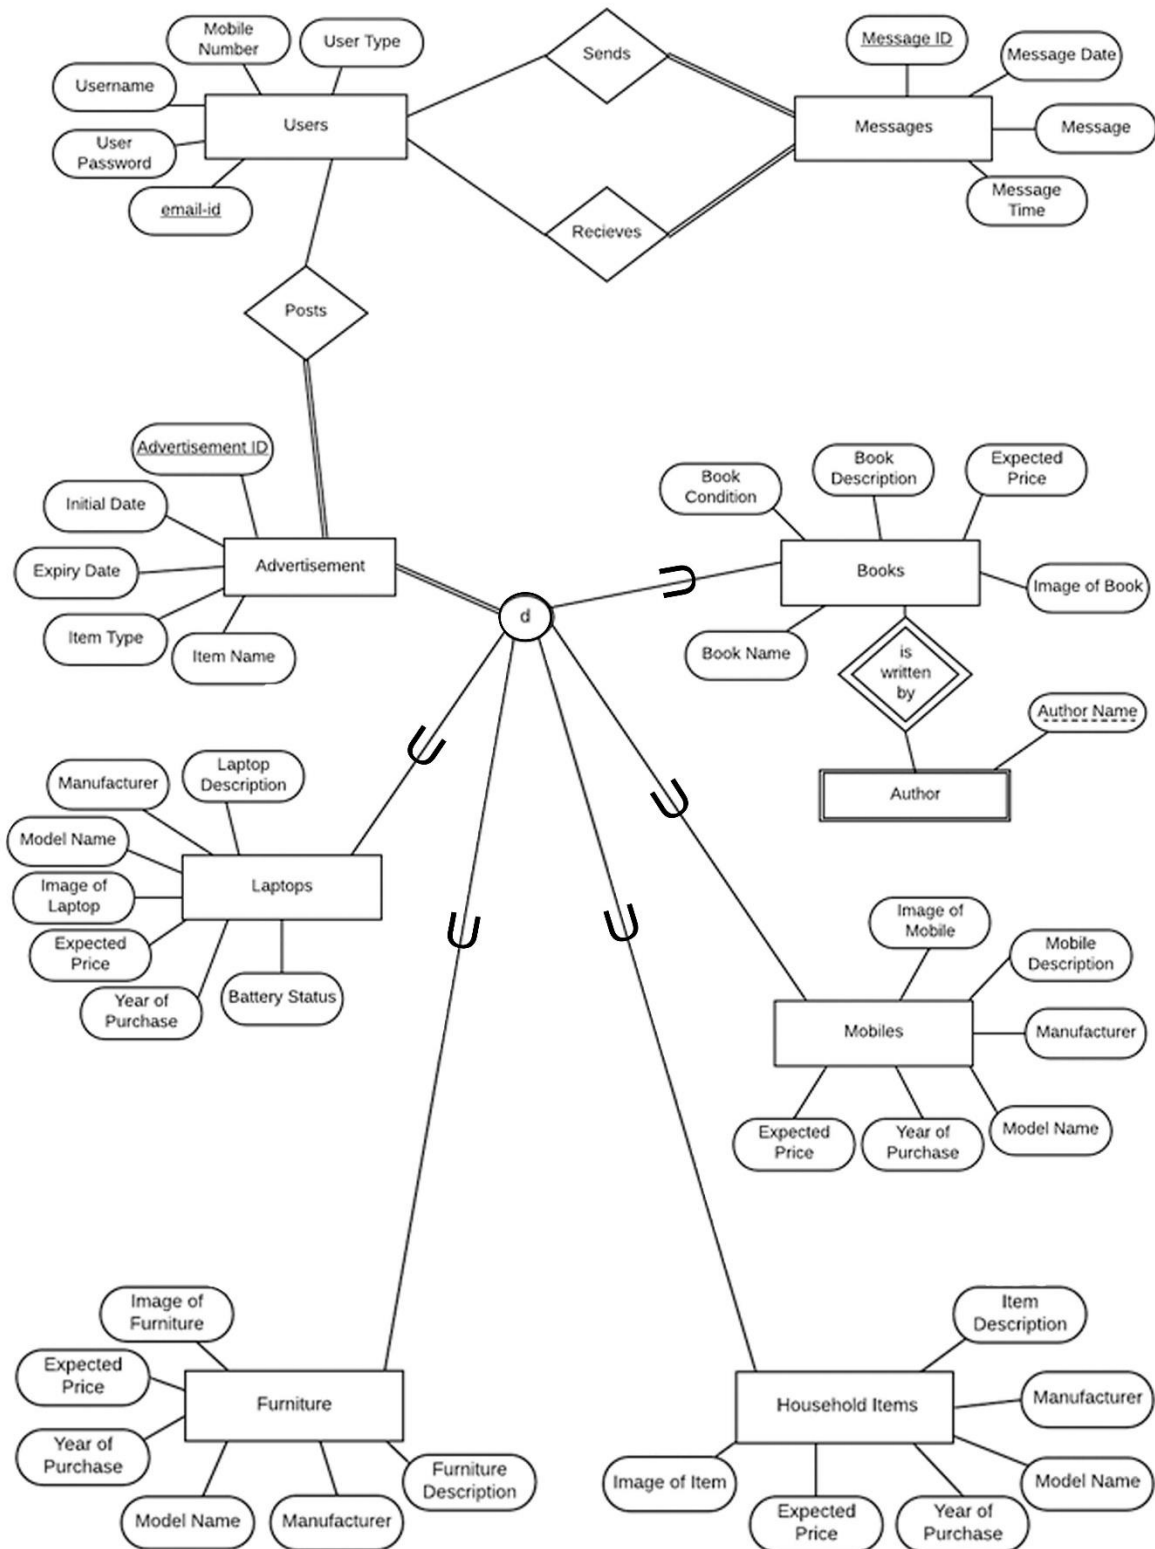 Mobile
Number
User Type
Username
Users
User
Password
email-id
Sends
Recieves
Message ID
Message Date
Messages
Message
Message
Time
Posts
Advertisement ID
Initial Date
Advertisement
Expiry Date
Item Type
Item Name
d
Book
Condition
Book
Description
Expected
Price
Books
Image of Book
Book Name
is
written
by
Author Name
Author
Manufacturer
Laptop
Description
Model Name
Laptops
Image of
Laptop
Expected
Price
Year of
Purchase
Battery Status
Image of
Mobile
Mobile
Description
Mobiles
Manufacturer
Expected
Price
Year of
Purchase
Model Name
Image of
Furniture
Expected
Price
Furniture
Year of
Purchase
Model Name
Manufacturer
Furniture
Description
Item
Description
Household Items
Manufacturer
Image of Item
Model Name
Expected
Price
Year of
Purchase